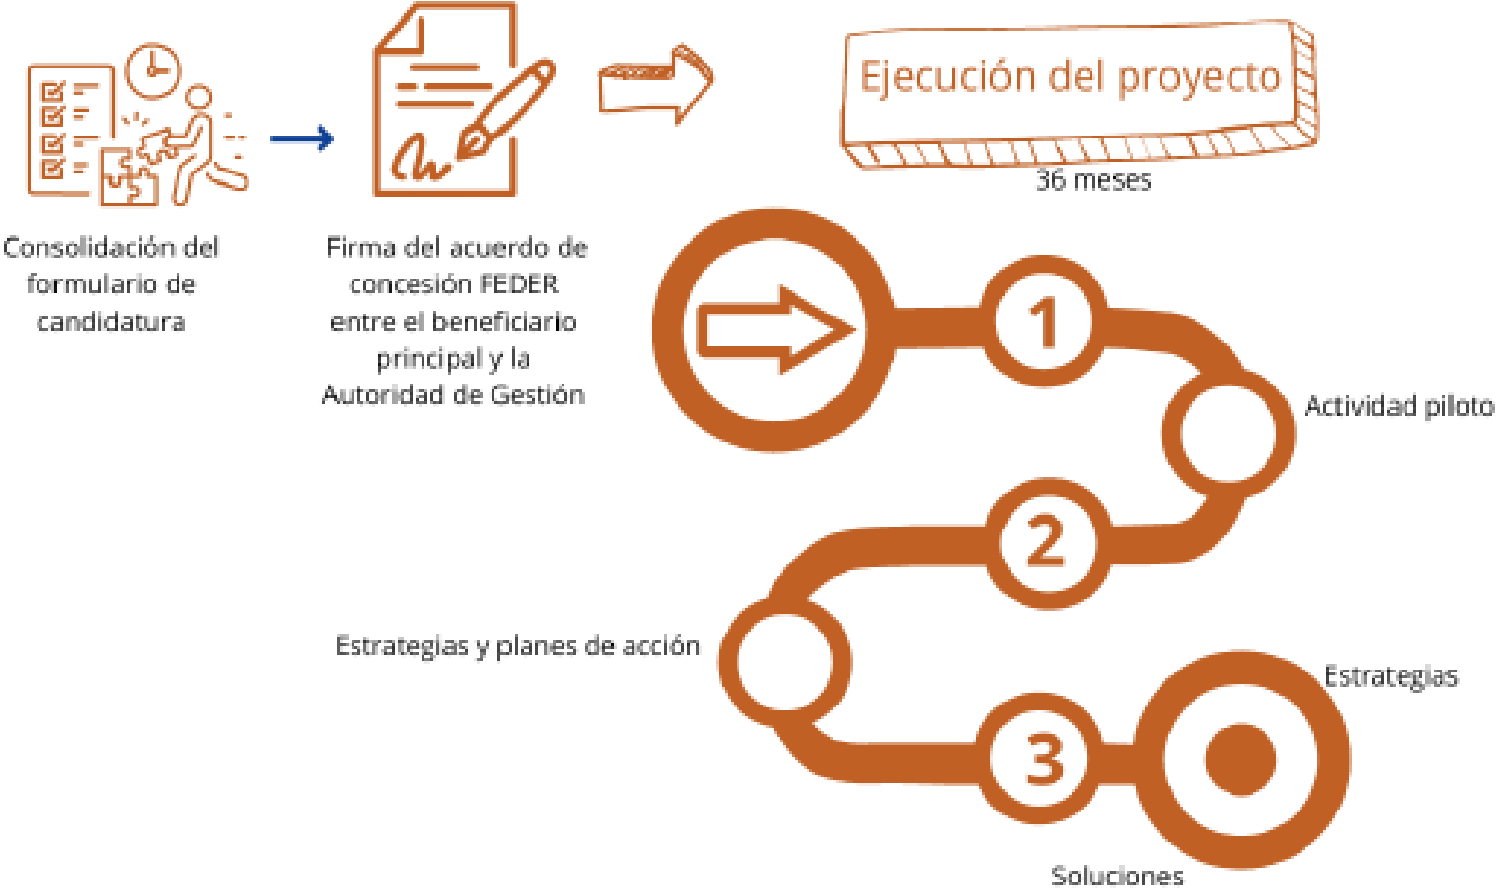 Ejecución del proyecto
36 meses
Consolidación del
formulario de
candidatura
Firma del acuerdo de
concesión FEDER
entre el beneficiario
principal y la
Autoridad de Gestión
1
Actividad piloto
2
Estrategias y planes de acción
Estrategias
3
Soluciones